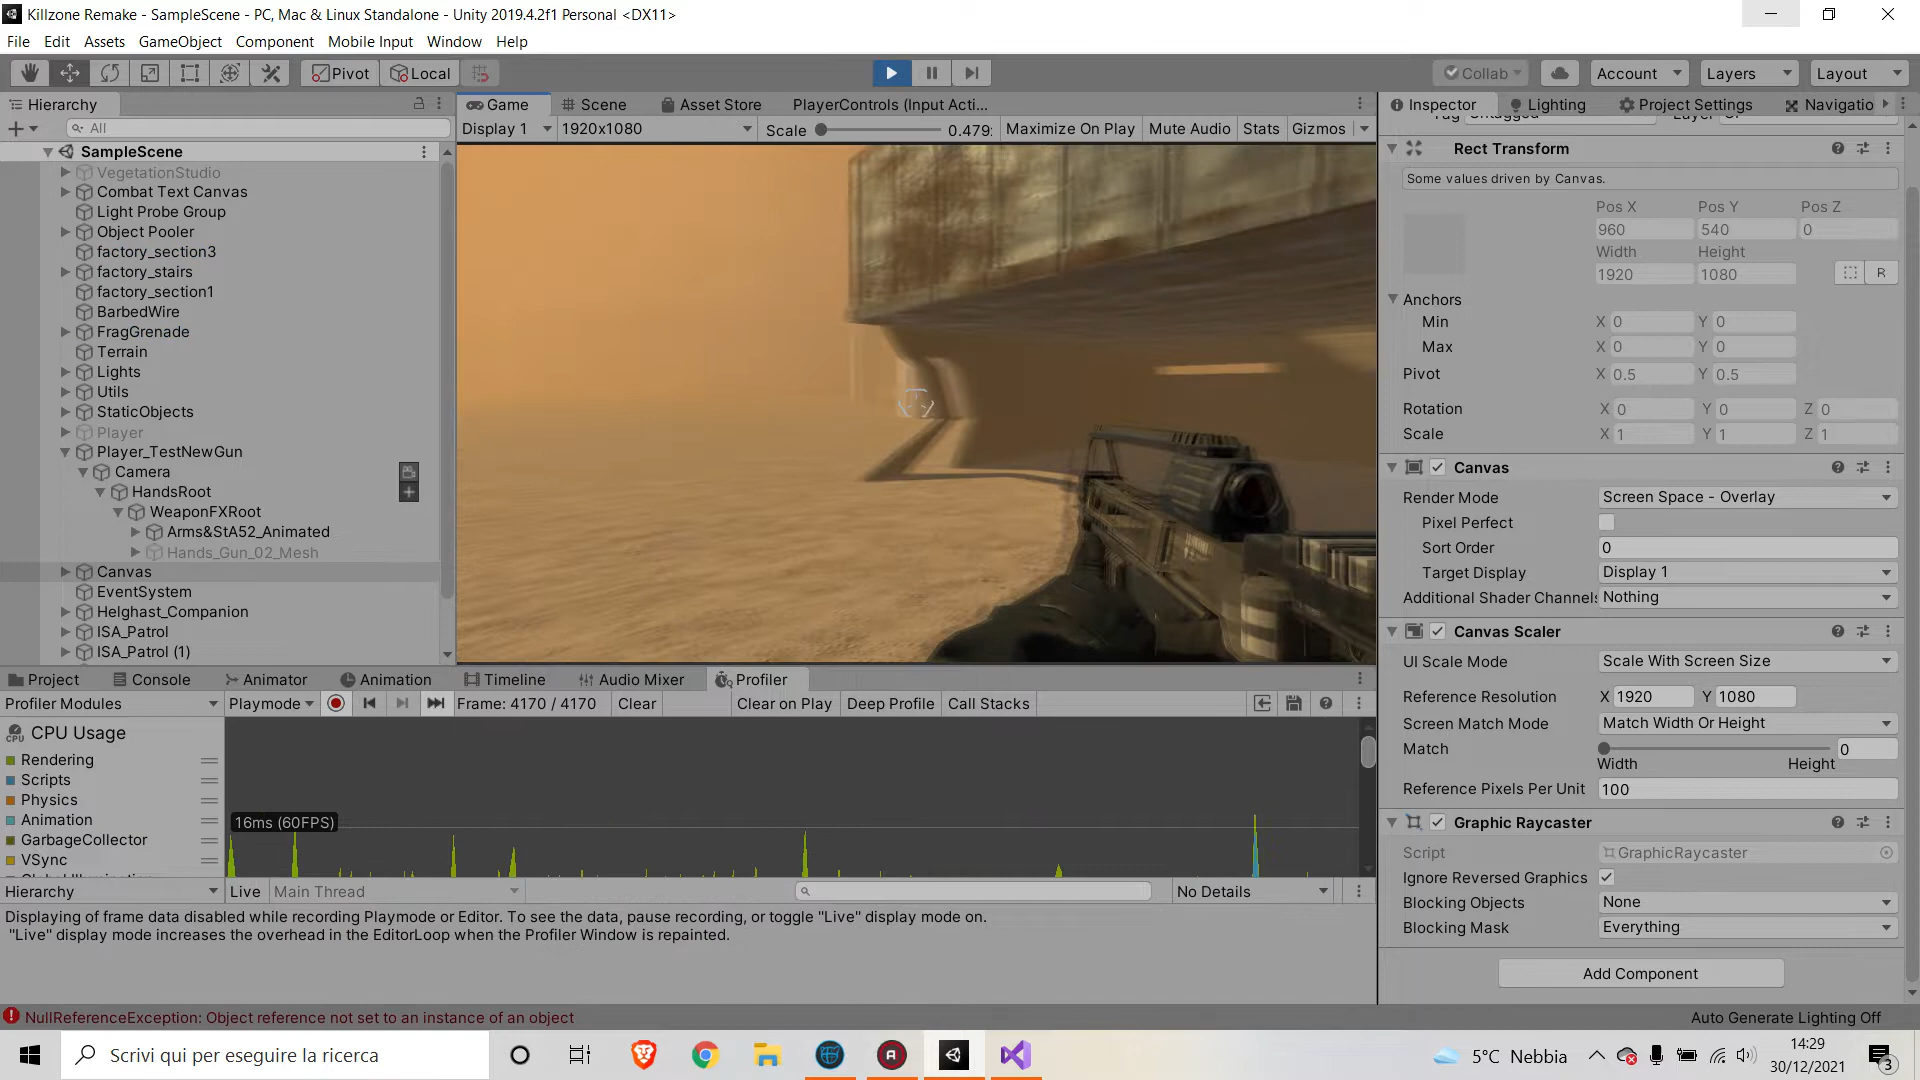 Killzone Remake - SampleScene - PC, Mac & Linux Standalone - Unity 2019.4.2f1 Personal <DX11>
File Edit Assets GameObject Component Mobile Input Window Help
Pivot Local Collab Account Layers Layout
Hierarchy
All
SampleScene
VegetationStudio
Combat Text Canvas
Light Probe Group
Object Pooler
factory_section3
factory_stairs
factory_section1
BarbedWire
FragGrenade
Terrain
Lights
Utils
StaticObjects
Player
Player_TestNewGun
Camera
HandsRoot
WeaponFXRoot
Arms&StA52_Animated
Hands_Gun_02_Mesh
Canvas
EventSystem
Helghast_Companion
ISA_Patrol
ISA_Patrol (1)
Game Scene Asset Store PlayerControls (Input Acti...
Display 1 1920x1080 Scale 0.479: Maximize On Play Mute Audio Stats Gizmos
Inspector Lighting Project Settings Navigatio
Tag Untagged Layer
Rect Transform
Some values driven by Canvas.
Pos X Pos Y Pos Z
960 540 0
Width Height
1920 1080 R
Anchors
Min X 0 Y 0
Max X 0 Y 0
Pivot X 0.5 Y 0.5
Rotation X 0 Y 0 Z 0
Scale X 1 Y 1 Z 1
Canvas
Render Mode Screen Space - Overlay
Pixel Perfect
Sort Order 0
Target Display Display 1
Additional Shader Channels Nothing
Canvas Scaler
UI Scale Mode Scale With Screen Size
Reference Resolution X 1920 Y 1080
Screen Match Mode Match Width Or Height
Match 0
Width Height
Reference Pixels Per Unit 100
Graphic Raycaster
Script GraphicRaycaster
Ignore Reversed Graphics
Blocking Objects None
Blocking Mask Everything
Add Component
Project Console Animator Animation Timeline Audio Mixer Profiler
Profiler Modules Playmode Frame: 4170 / 4170 Clear Clear on Play Deep Profile Call Stacks
CPU Usage
Rendering
Scripts
Physics
Animation
GarbageCollector
VSync
16ms (60FPS)
Hierarchy Live Main Thread No Details
Displaying of frame data disabled while recording Playmode or Editor. To see the data, pause recording, or toggle "Live" display mode on.
"Live" display mode increases the overhead in the EditorLoop when the Profiler Window is repainted.
NullReferenceException: Object reference not set to an instance of an object
Auto Generate Lighting Off
Scrivi qui per eseguire la ricerca
5°C Nebbia
14:29
30/12/2021
3